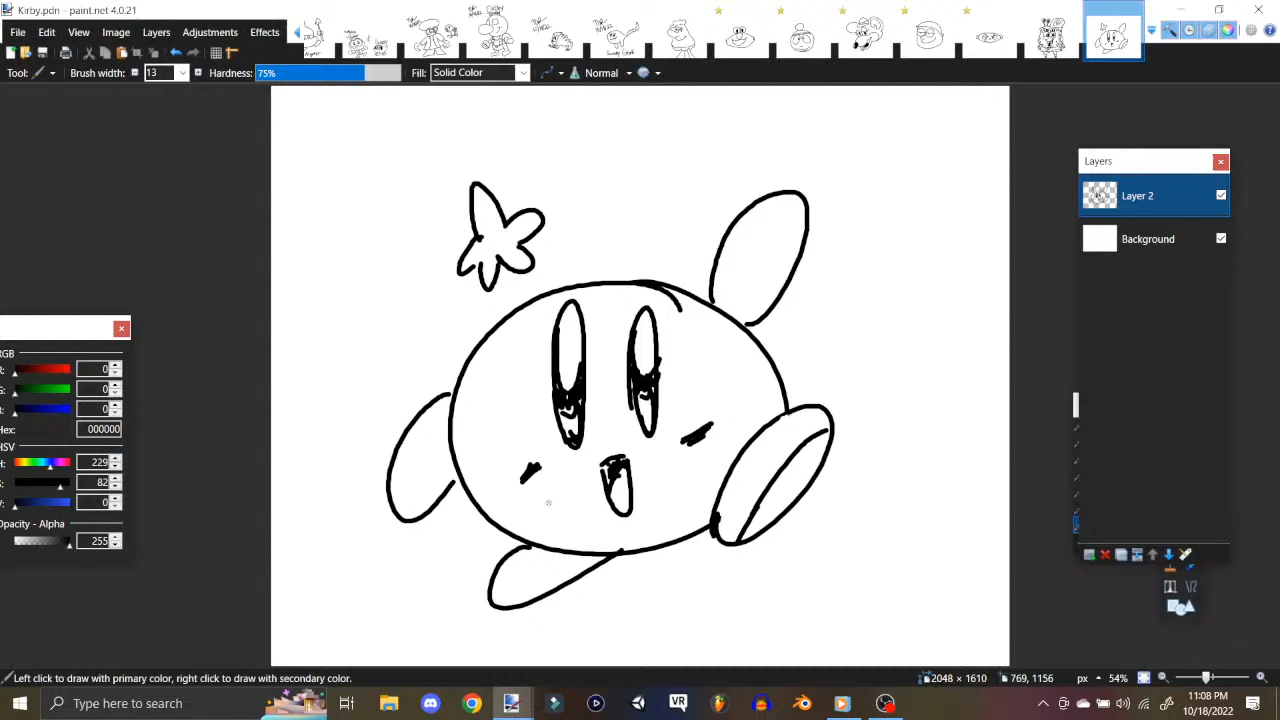 Kirby.pdn - paint.net 4.0.21
File Edit View Image Layers Adjustments Effects
Tool: Brush width: 13 Hardness: 75% Fill: Solid Color Normal
Layers
Layer 2
Background
RGB
R: 0
G: 0
0
Hex: 000000
HSV
H: 229
S: 82
0
Opacity - Alpha
255
Left click to draw with primary color, right click to draw with secondary color.
2048 × 1610 769, 1156 px 54%
Type here to search
VR
11:08 PM
10/18/2022